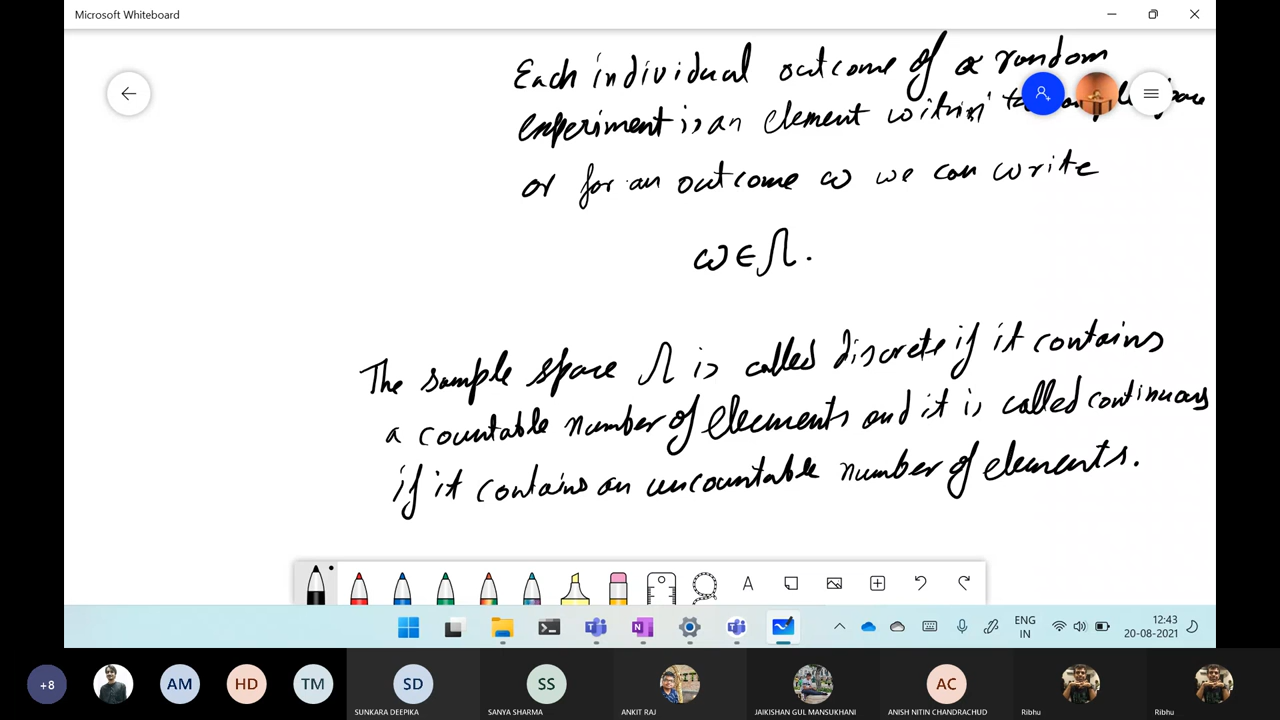 Microsoft Whiteboard
Each individual outcome of a random
experiment is an element within
or for an outcome ω we can write
ω ∈ Ω.
The sample space Ω is called discrete if it contains
a countable number of elements and it is called continuous
if it contains an uncountable number of elements.
A
ENG
IN
12:43
20-08-2021
+8
AM
HD
TM
SD
SS
AC
SUNKARA DEEPIKA
SANYA SHARMA
ANKIT RAJ
JAIKISHAN GUL MANSUKHANI
ANISH NITIN CHANDRACHUD
Ribhu
Ribhu